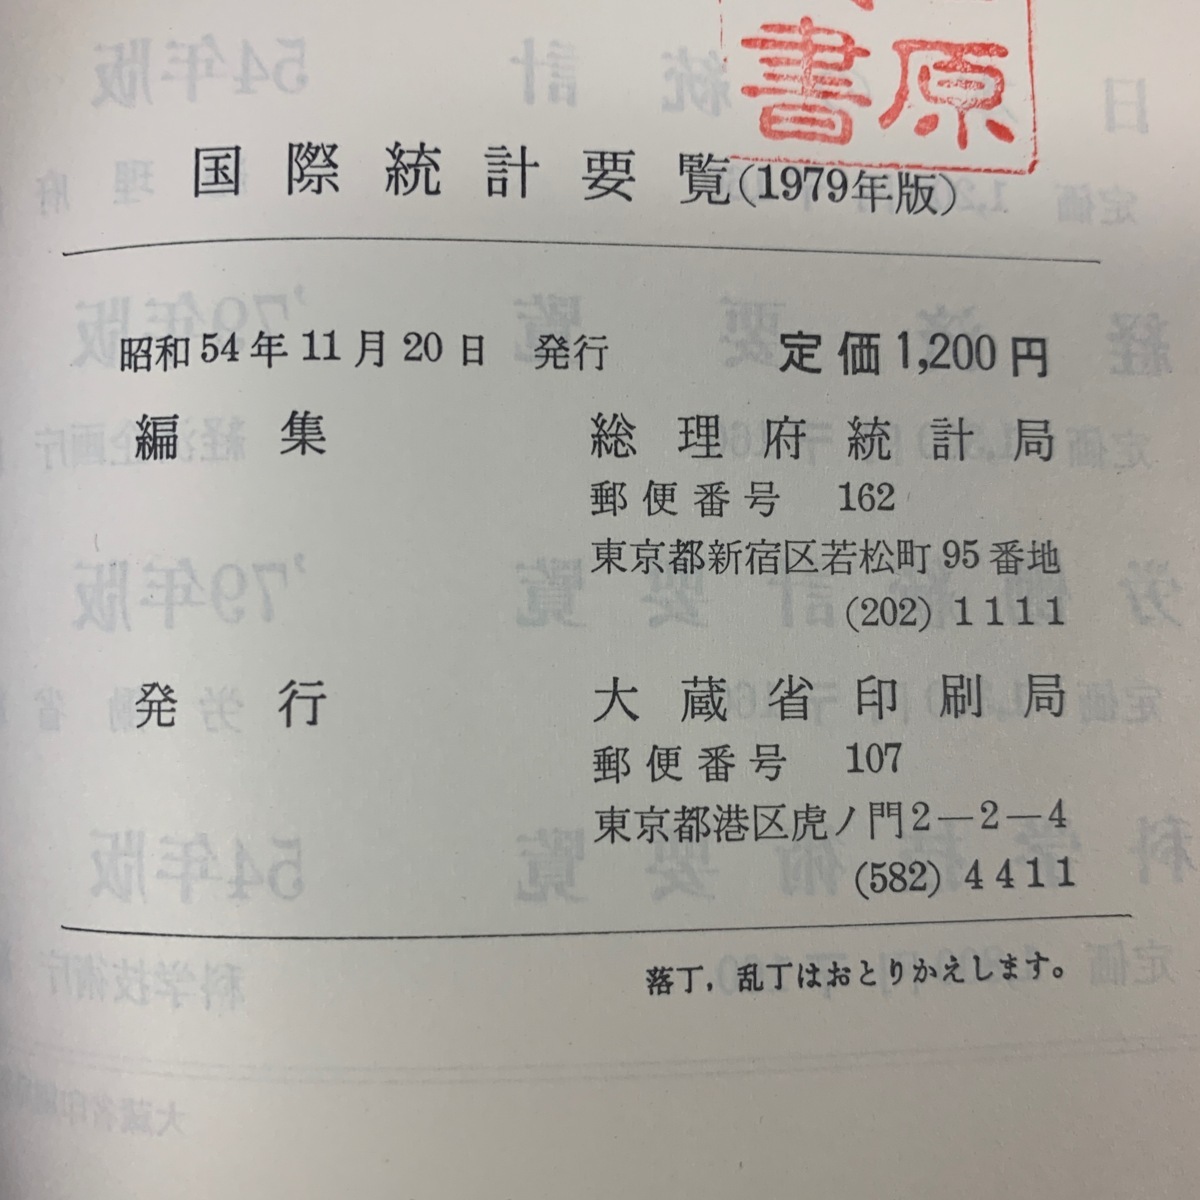 原
書
国際統計要覧(1979年版)
昭和54年11月20日 発行 定価1,200円
編集 総理府統計局
郵便番号 162
東京都新宿区若松町95番地
(202) 1111
発行 大蔵省印刷局
郵便番号 107
東京都港区虎ノ門2-2-4
(582) 4411
落丁,乱丁はおとりかえします。